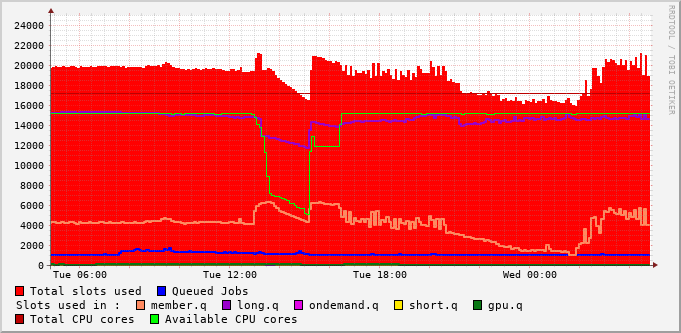 24000
22000
20000
18000
16000
14000
12000
10000
8000
6000
4000
2000
0
Tue 06:00 Tue 12:00 Tue 18:00 Wed 00:00
RRDTOOL / TOBI OETIKER
Total slots used Queued Jobs
Slots used in : member.q long.q ondemand.q short.q gpu.q
Total CPU cores Available CPU cores